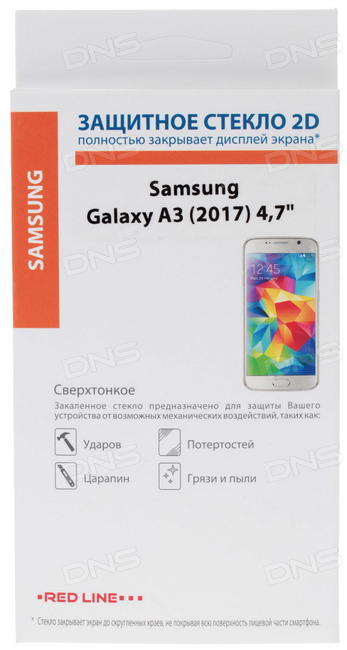 ЗАЩИТНОЕ СТЕКЛО 2D
полностью закрывает дисплей экрана*
SAMSUNG
Samsung
Galaxy A3 (2017) 4,7"
12:45
Сверхтонкое
Закаленное стекло предназначено для защиты Вашего
устройства от возможных механических воздействий, таких как:
Ударов
Потертостей
Царапин
Грязи и пыли
RED LINE
* Стекло закрывает экран до скругленных краев, не покрывая всю поверхность лицевой части смартфона.
DNS